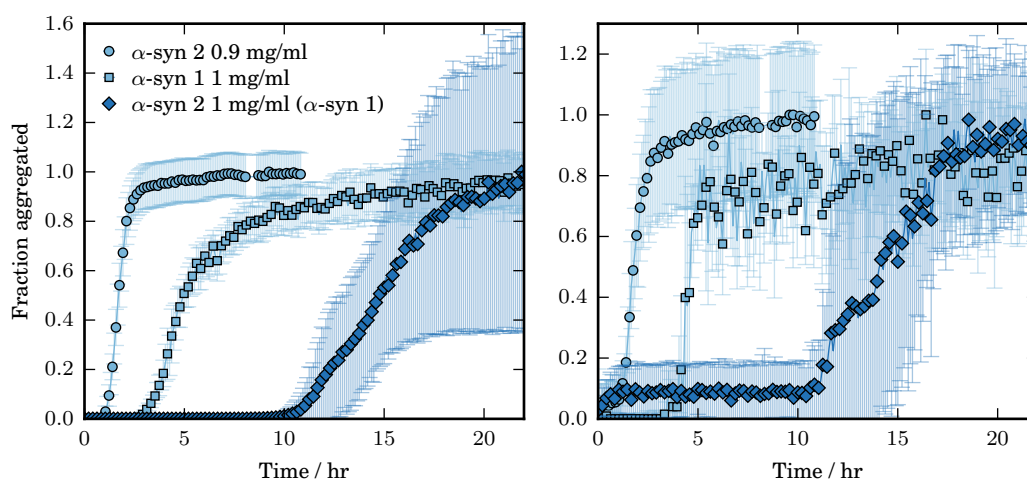 1.6
1.4
1.2
1.0
0.8
0.6
0.4
0.2
0.0
Fraction aggregated
α-syn 2 0.9 mg/ml
α-syn 1 1 mg/ml
α-syn 2 1 mg/ml (α-syn 1)
0 5 10 15 20
Time / hr
1.2
1.0
0.8
0.6
0.4
0.2
0.0
0 5 10 15 20
Time / hr